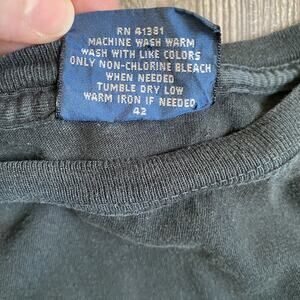 RN 41381
MACHINE WASH WARM
WASH WITH LIKE COLORS
ONLY NON-CHLORINE BLEACH
WHEN NEEDED
TUMBLE DRY LOW
WARM IRON IF NEEDED
42